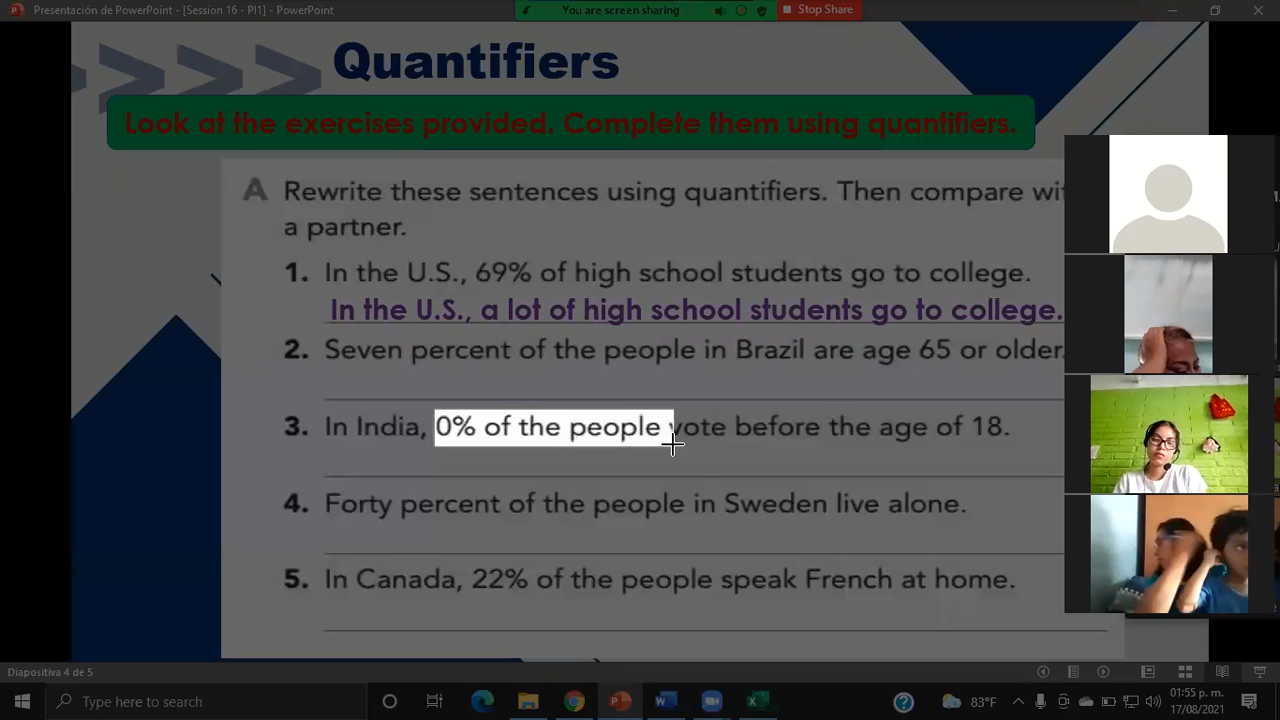 Presentación de PowerPoint - [Session 16 - PI1] - PowerPoint
You are screen sharing
Stop Share
Quantifiers
Look at the exercises provided. Complete them using quantifiers.
A Rewrite these sentences using quantifiers. Then compare wi
a partner.
1. In the U.S., 69% of high school students go to college.
In the U.S., a lot of high school students go to college.
2. Seven percent of the people in Brazil are age 65 or older.
3. In India, 0% of the people vote before the age of 18.
4. Forty percent of the people in Sweden live alone.
5. In Canada, 22% of the people speak French at home.
Diapositiva 4 de 5
Type here to search
83°F
01:55 p. m.
17/08/2021